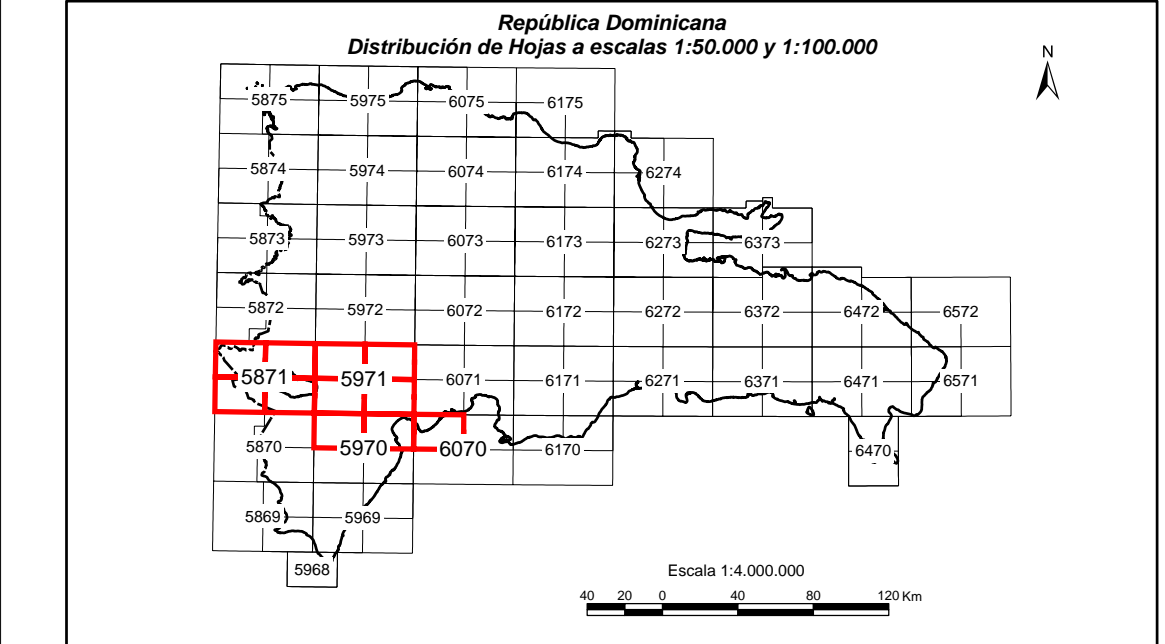 República Dominicana
Distribución de Hojas a escalas 1:50.000 y 1:100.000
N
5875 5975 6075 6175
5874 5974 6074 6174 6274
5873 5973 6073 6173 6273 6373
5872 5972 6072 6172 6272 6372 6472 6572
5871 5971 6071 6171 6271 6371 6471 6571
5870 5970 6070 6170 6470
5869 5969
5968
Escala 1:4.000.000
40 20 0 40 80 120 Km